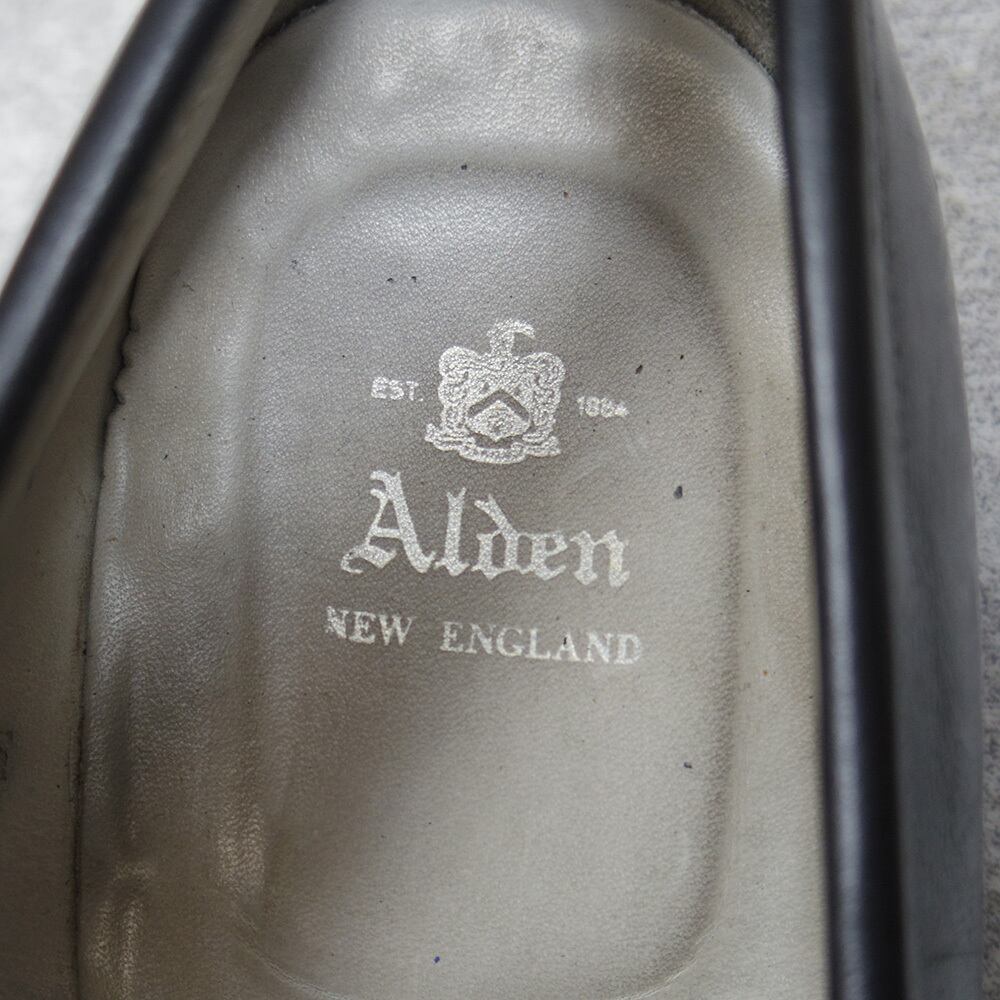 EST. 1884
Alden
NEW ENGLAND